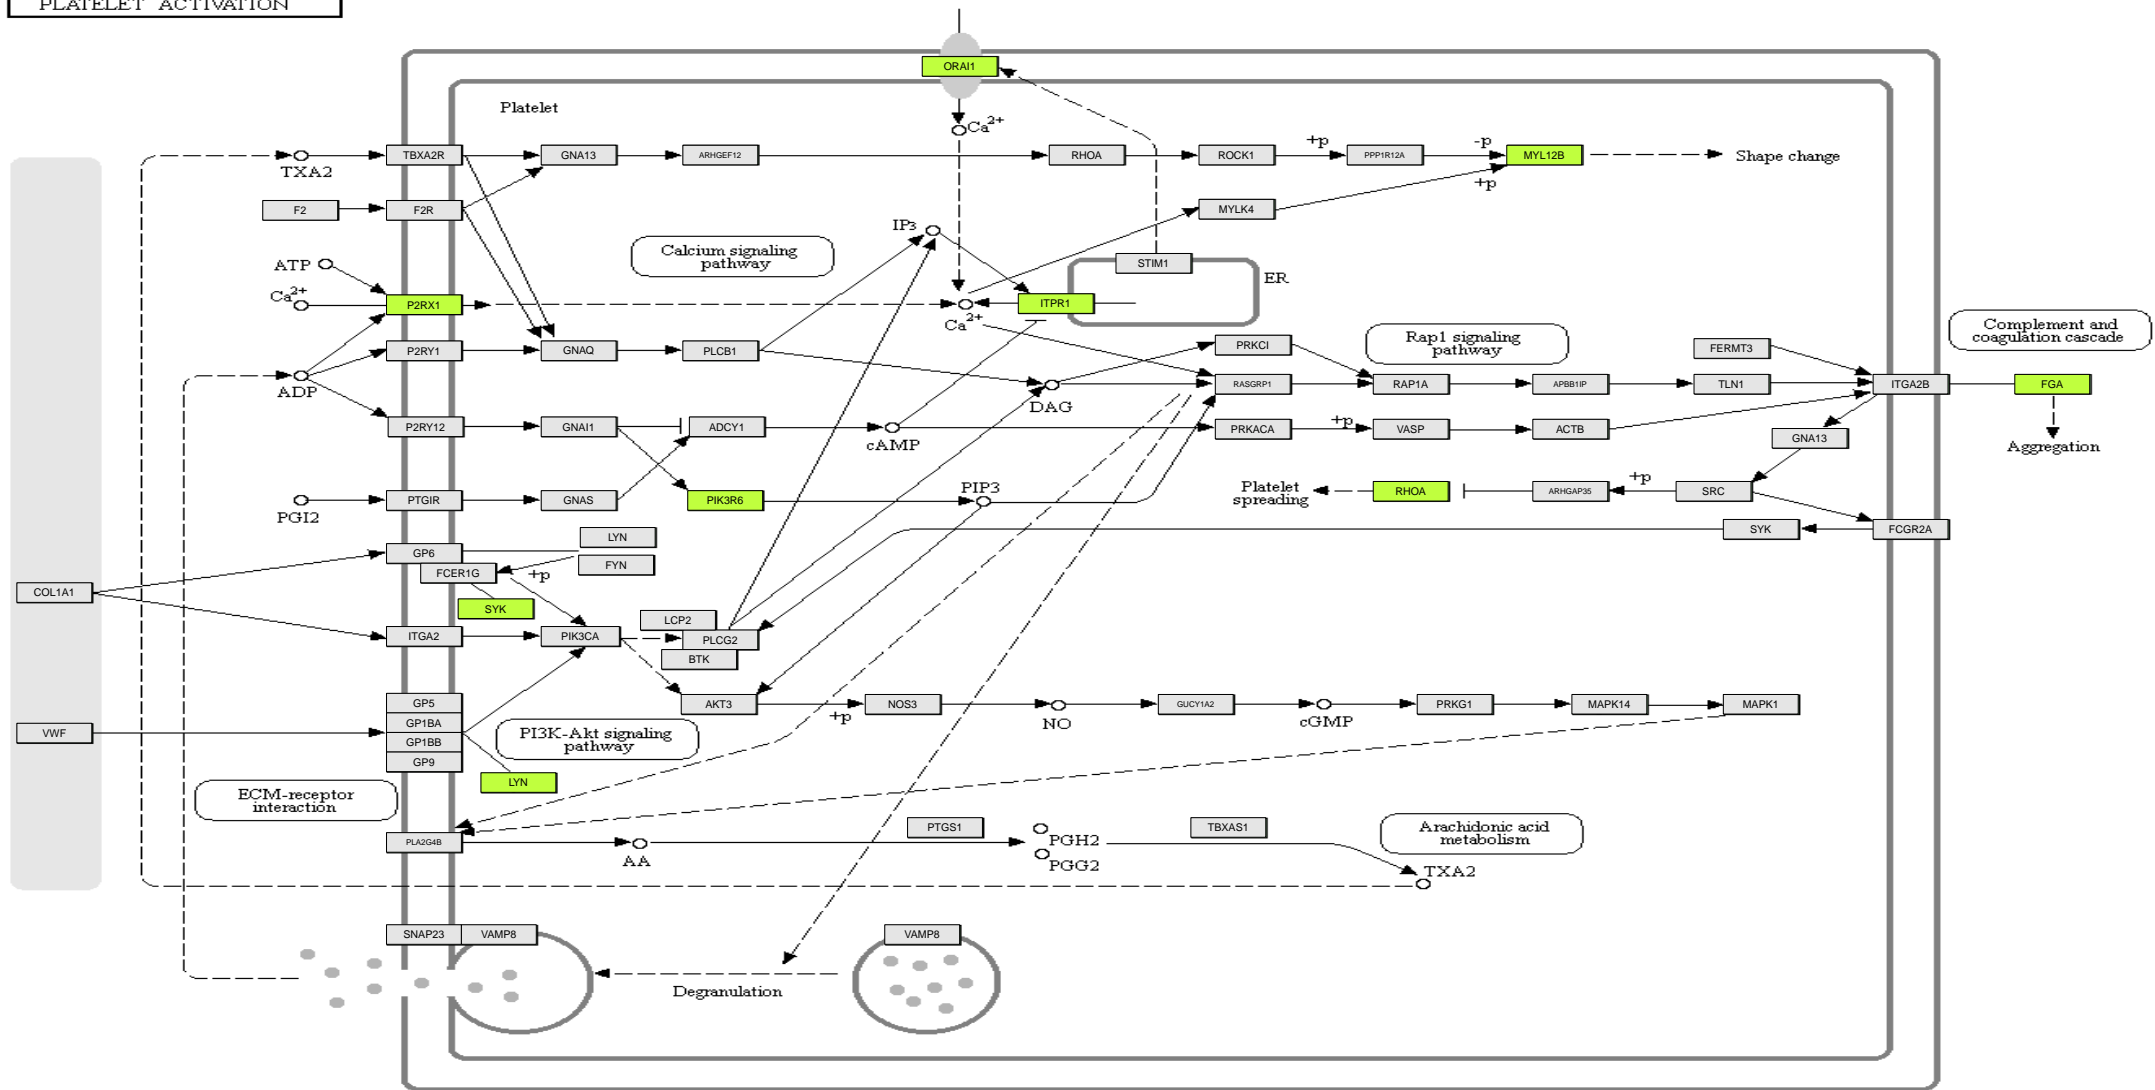 PLATELET ACTIVATION
ORAI1
Platelet
Ca2+
TXA2
TBXA2R
GNA13
ARHGEF12
RHOA
ROCK1
+p
PPP1R12A
-p
MYL12B
Shape change
+p
F2
F2R
MYLK4
IP3
Calcium signaling
pathway
STIM1
ER
ATP
Ca2+
P2RX1
ITPR1
Ca2+
Complement and
coagulation cascade
Rap1 signaling
pathway
P2RY1
GNAQ
PLCB1
PRKCI
FERMT3
ADP
DAG
RASGRP1
RAP1A
APBB1IP
TLN1
ITGA2B
FGA
P2RY12
GNAI1
ADCY1
cAMP
PRKACA
+p
VASP
ACTB
GNA13
Aggregation
PGI2
PTGIR
GNAS
PIK3R6
PIP3
Platelet
spreading
RHOA
ARHGAP35
+p
SRC
SYK
FCGR2A
GP6
LYN
FCER1G
+p
FYN
COL1A1
SYK
LCP2
ITGA2
PIK3CA
PLCG2
BTK
GP5
AKT3
+p
NOS3
NO
GUCY1A2
cGMP
PRKG1
MAPK14
MAPK1
VWF
GP1BA
GP1BB
GP9
PI3K-Akt signaling
pathway
LYN
ECM-receptor
interaction
PLA2G4B
AA
PTGS1
PGH2
PGG2
TBXAS1
Arachidonic acid
metabolism
TXA2
SNAP23
VAMP8
VAMP8
Degranulation